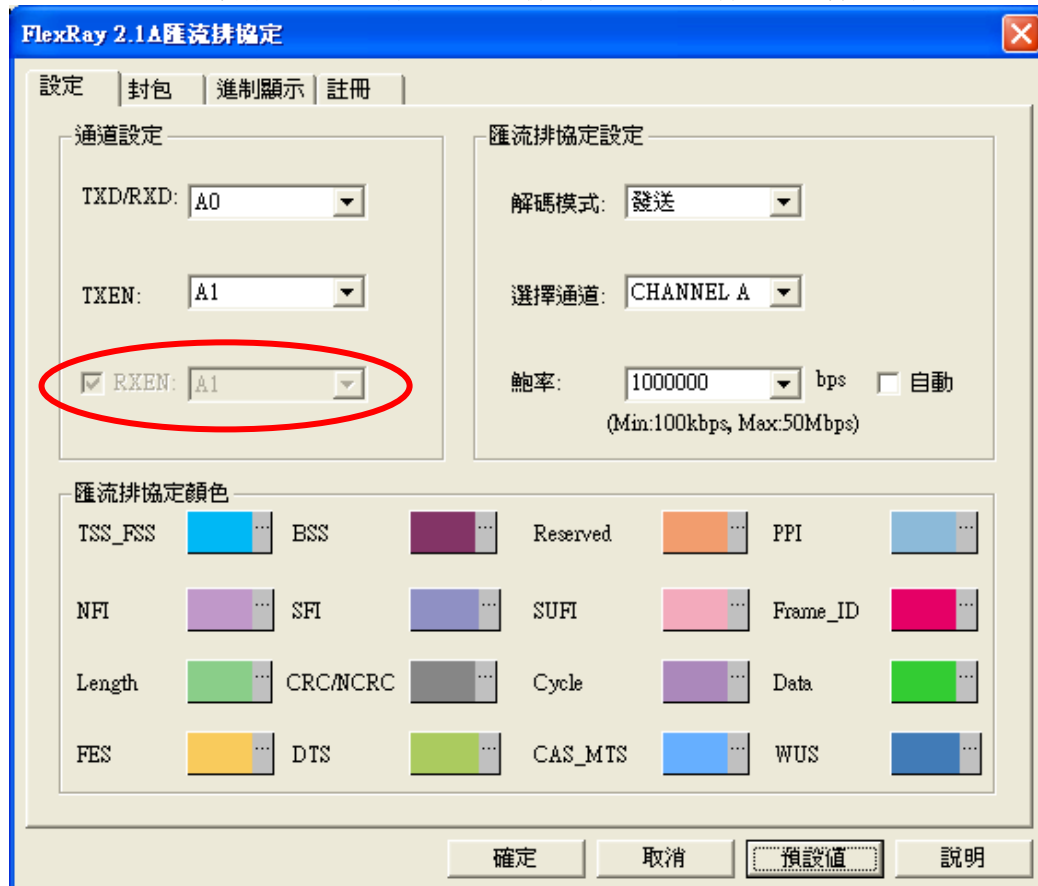 FlexRay 2.1A匯流排協定
設定 封包 進制顯示 註冊
通道設定
TXD/RXD: A0
TXEN: A1
RXEN: A1
匯流排協定設定
解碼模式: 發送
選擇通道: CHANNEL A
鮑率: 1000000 bps 自動
(Min:100kbps, Max:50Mbps)
匯流排協定顏色
TSS_FSS ... BSS ... Reserved ... PPI ...
NFI ... SFI ... SUFI ... Frame_ID ...
Length ... CRC/NCRC ... Cycle ... Data ...
FES ... DTS ... CAS_MTS ... WUS ...
確定 取消 預設值 説明